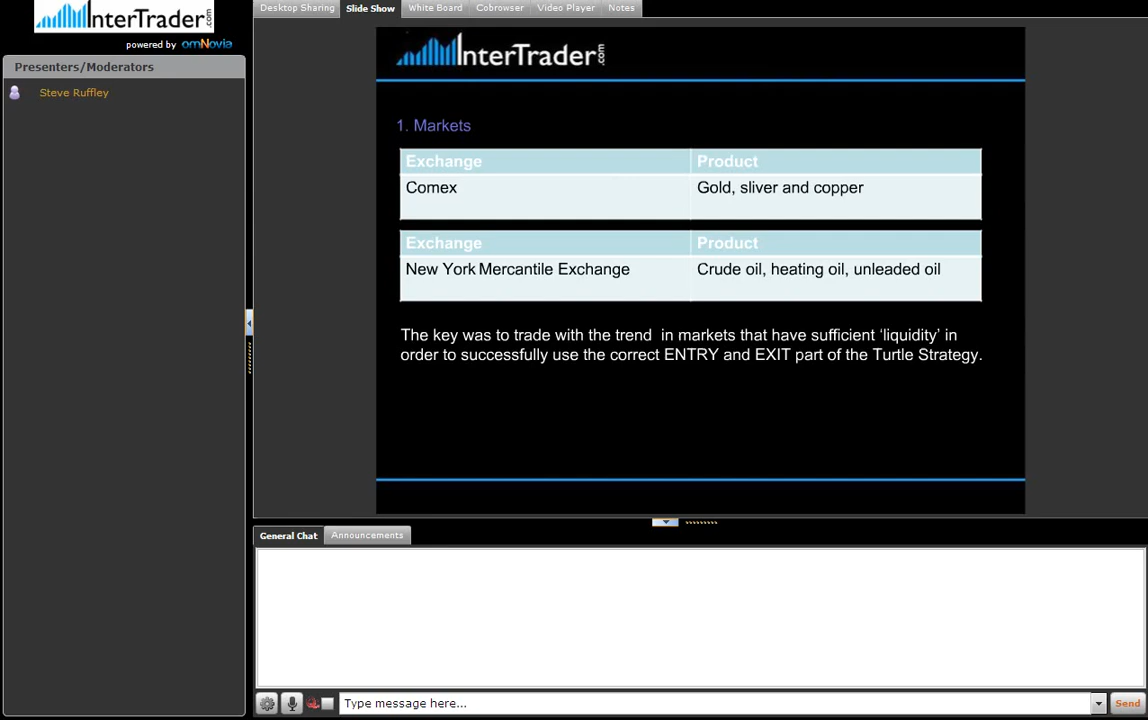 InterTrader.com
powered by omNovia
Presenters/Moderators
Steve Ruffley
Desktop Sharing
Slide Show
White Board
Cobrowser
Video Player
Notes
InterTrader.com
1. Markets
Exchange Product
Comex Gold, sliver and copper
Exchange Product
New York Mercantile Exchange Crude oil, heating oil, unleaded oil
The key was to trade with the trend in markets that have sufficient ‘liquidity’ in
order to successfully use the correct ENTRY and EXIT part of the Turtle Strategy.
General Chat
Announcements
Type message here...
Send